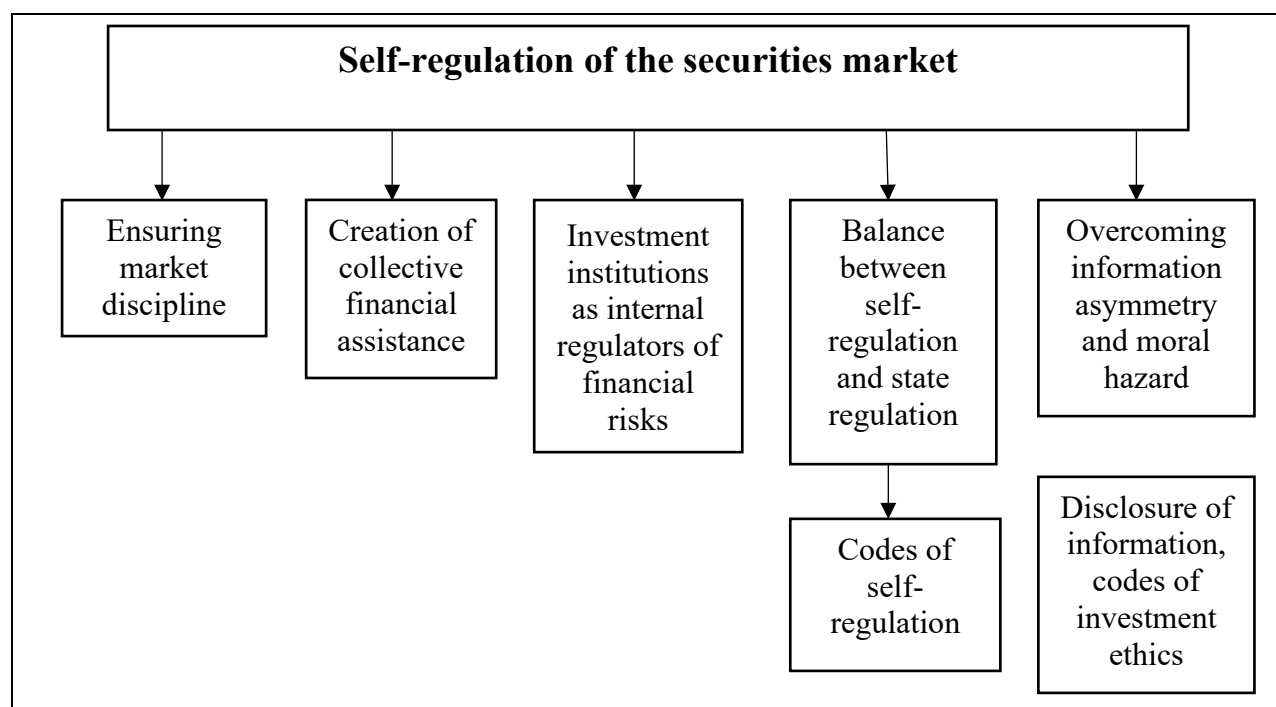 Self-regulation of the securities market
Ensuring
market
discipline
Creation of
collective
financial
assistance
Investment
institutions
as internal
regulators of
financial
risks
Balance
between
self-
regulation
and state
regulation
Overcoming
information
asymmetry
and moral
hazard
Codes of
self-
regulation
Disclosure of
information,
codes of
investment
ethics